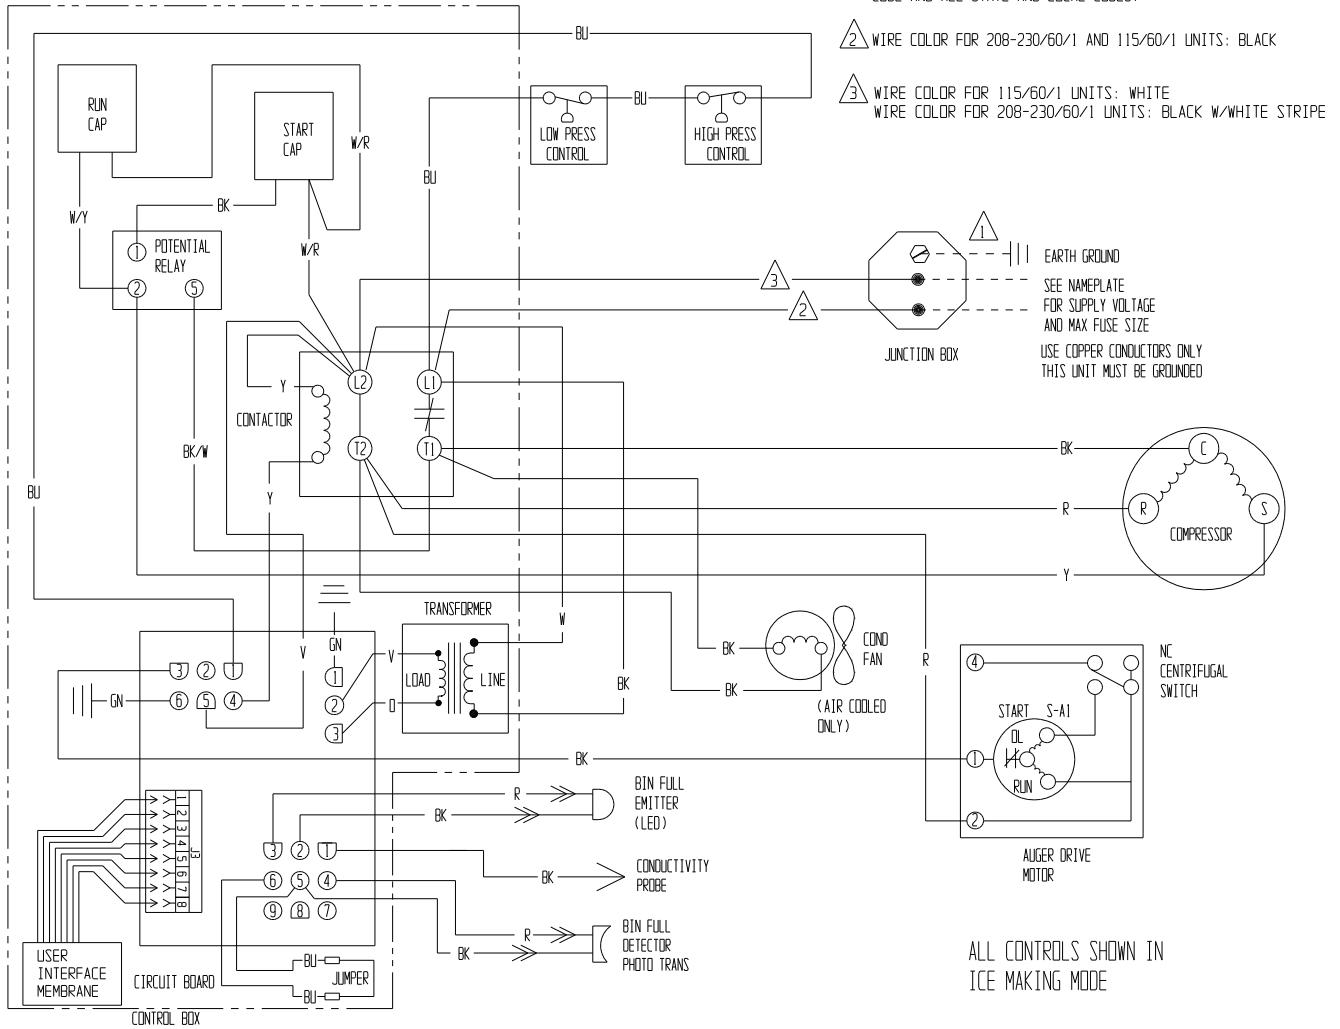 WIRE COLOR FOR 208-230/60/1 AND 115/60/1 UNITS: BLACK
2
WIRE COLOR FOR 115/60/1 UNITS: WHITE
3
WIRE COLOR FOR 208-230/60/1 UNITS: BLACK W/WHITE STRIPE
BU
RUN
CAP
START
CAP
W/R
BU
LOW PRESS
CONTROL
HIGH PRESS
CONTROL
BU
W/Y
BK
W/R
1
POTENTIAL
RELAY
2
5
1
EARTH GROUND
3
2
SEE NAMEPLATE
FOR SUPPLY VOLTAGE
AND MAX FUSE SIZE
JUNCTION BOX
USE COPPER CONDUCTORS ONLY
THIS UNIT MUST BE GROUNDED
Y
L2
L1
CONTACTOR
T2
T1
BK/W
BU
Y
BK
C
R
R
S
COMPRESSOR
Y
TRANSFORMER
GN
V
W
V
LOAD
LINE
O
BK
3
2
1
6
5
4
GN
1
2
3
BK
BK
COND
FAN
(AIR COOLED
ONLY)
R
4
NC
CENTRIFUGAL
SWITCH
START
S-A1
OL
RUN
1
2
AUGER DRIVE
MOTOR
BK
R
BK
BIN FULL
EMITTER
(LED)
1
2
3
4
5
6
7
8
J3
3
2
1
6
5
4
9
8
7
BK
CONDUCTIVITY
PROBE
R
BK
BIN FULL
DETECTOR
PHOTO TRANS
USER
INTERFACE
MEMBRANE
CIRCUIT BOARD
BU
JUMPER
BU
CONTROL BOX
ALL CONTROLS SHOWN IN
ICE MAKING MODE